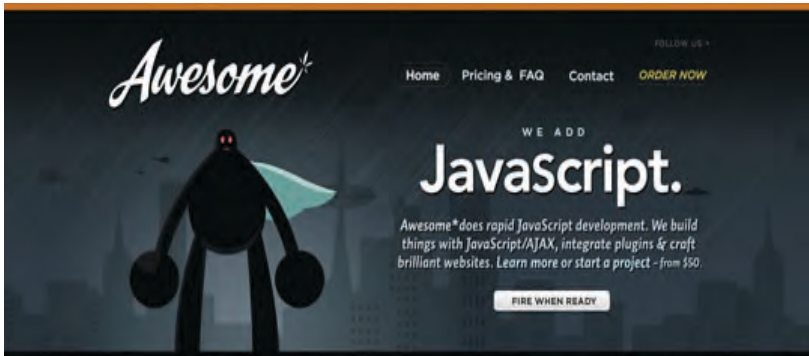 FOLLOW US +
Awesome*
Home Pricing & FAQ Contact ORDER NOW
WE ADD
JavaScript.
Awesome*does rapid JavaScript development. We build
things with JavaScript/AJAX, integrate plugins & craft
brilliant websites. Learn more or start a project - from $50.
FIRE WHEN READY